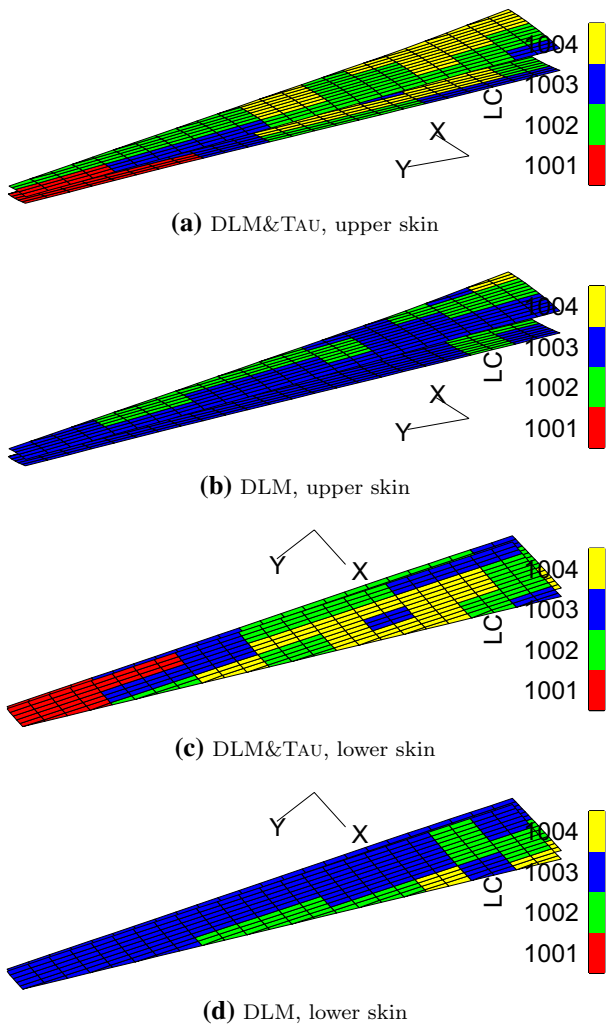 1004
1003
1002
1001
LC
X
Y
(a) DLM&TAU, upper skin
1004
1003
1002
1001
LC
X
Y
(b) DLM, upper skin
Y
X
1004
1003
1002
1001
LC
(c) DLM&TAU, lower skin
Y
X
1004
1003
1002
1001
LC
(d) DLM, lower skin